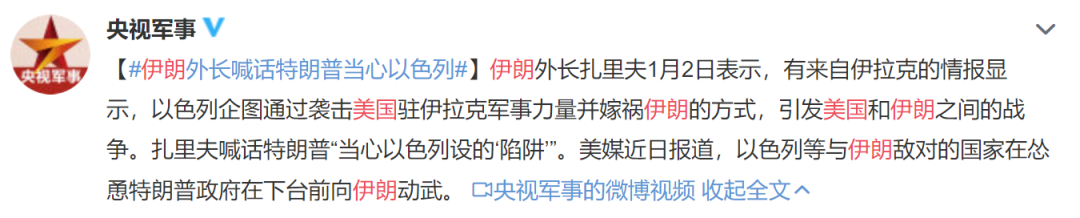 央视军事
央视军事
【#伊朗外长喊话特朗普当心以色列#】伊朗外长扎里夫1月2日表示，有来自伊拉克的情报显
示，以色列企图通过袭击美国驻伊拉克军事力量并嫁祸伊朗的方式，引发美国和伊朗之间的战
争。扎里夫喊话特朗普“当心以色列设的‘陷阱’”。美媒近日报道，以色列等与伊朗敌对的国家在怂
恿特朗普政府在下台前向伊朗动武。 央视军事的微博视频 收起全文